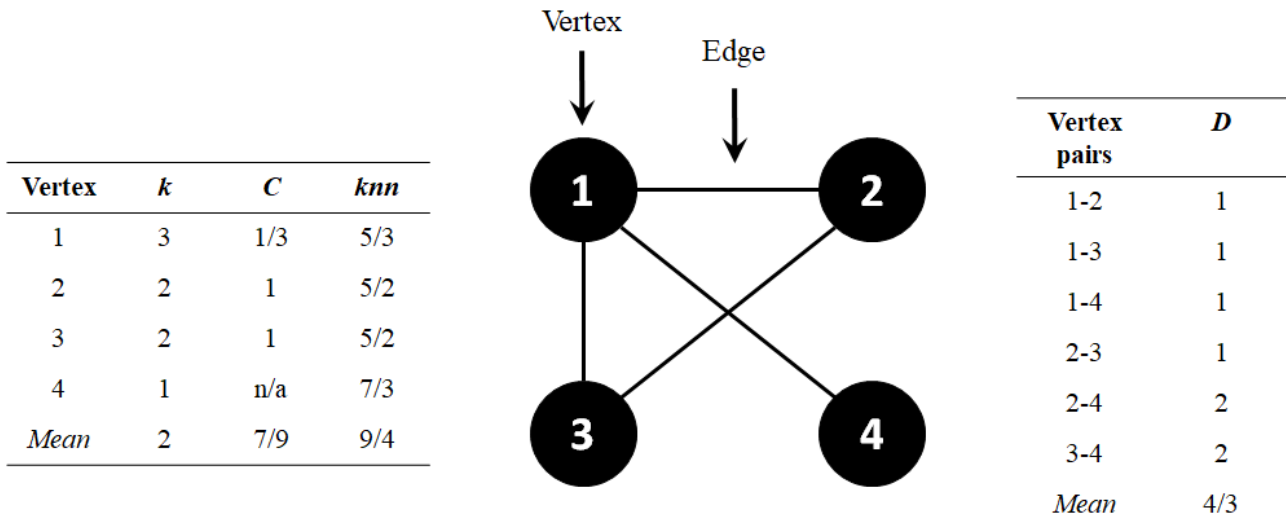 Vertex
Edge
Vertex k C knn
1 3 1/3 5/3
2 2 1 5/2
3 2 1 5/2
4 1 n/a 7/3
Mean 2 7/9 9/4
1
2
3
4
Vertex D
pairs
1-2 1
1-3 1
1-4 1
2-3 1
2-4 2
3-4 2
Mean 4/3